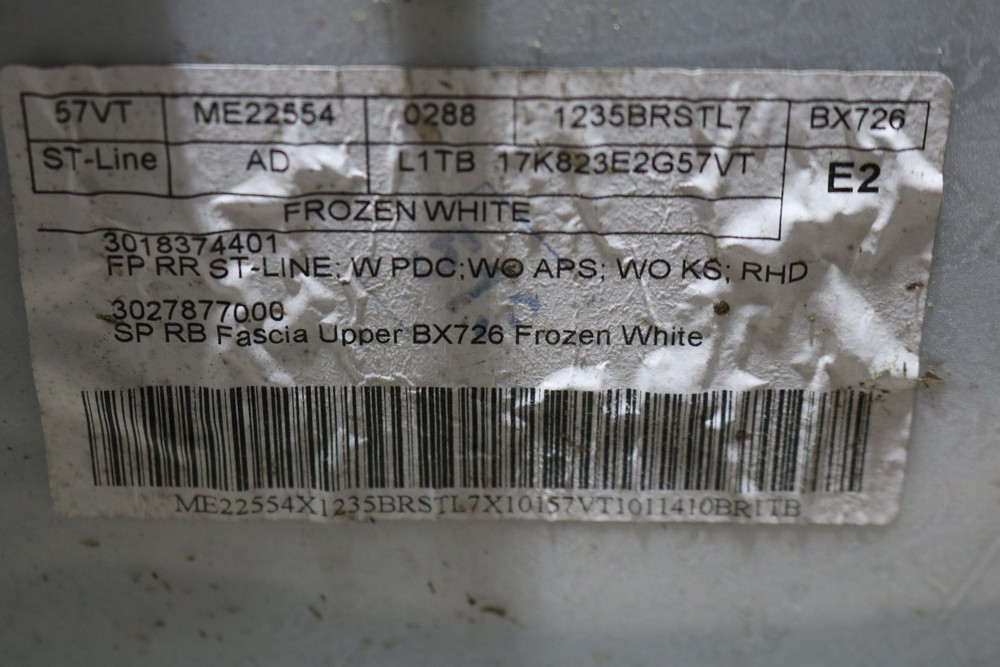 57VT ME22554 0288 1235BRSTL7 BX726
ST-Line AD L1TB 17K823E2G57VT E2
FROZEN WHITE
3018374401
FP RR ST-LINE; W PDC;WO APS; WO KS; RHD
3027877000
SP RB Fascia Upper BX726 Frozen White
ME22554X1235BRSTL7X10157VT1011410BR1TB